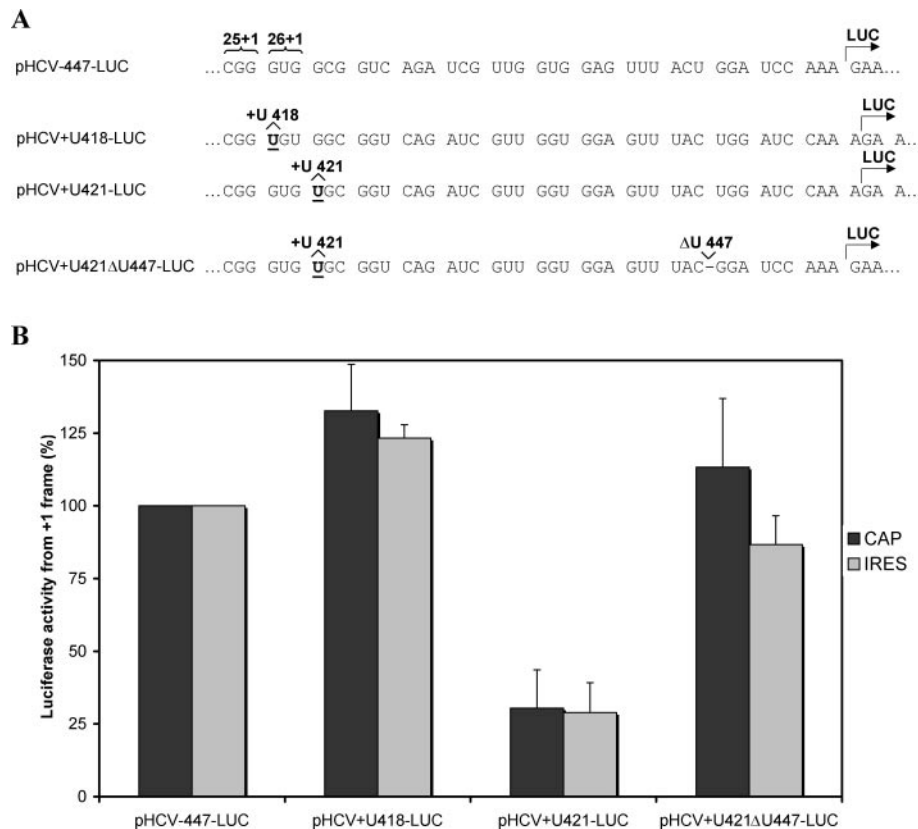 A
25+1 26+1 LUC
pHCV-447-LUC ...CGG GUG GCG GUC AGA UCG UUG GUG GAG UUU ACU GGA UCC AAA GAA...
+U 418 LUC
pHCV+U418-LUC ...CGG UGU GGC GGU CAG AUC GUU GGU GGA GUU UAC UGG AUC CAA AGA A...
+U 421 LUC
pHCV+U421-LUC ...CGG GUG UGC GGU CAG AUC GUU GGU GGA GUU UAC UGG AUC CAA AGA A...
+U 421 ΔU 447 LUC
pHCV+U421ΔU447-LUC ...CGG GUG UGC GGU CAG AUC GUU GGU GGA GUU UAC-GGA UCC AAA GAA...
B
Luciferase activity from +1 frame (%)
150
125
100
75
50
25
0
CAP
IRES
pHCV-447-LUC pHCV+U418-LUC pHCV+U421-LUC pHCV+U421ΔU447-LUC